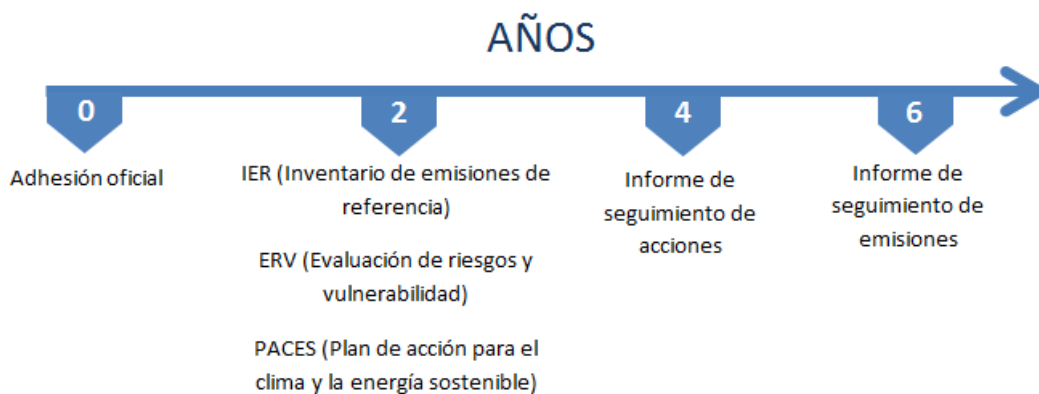 AÑOS
0
2
4
6
Adhesión oficial
IER (Inventario de emisiones de
referencia)
ERV (Evaluación de riesgos y
vulnerabilidad)
PACES (Plan de acción para el
clima y la energía sostenible)
Informe de
seguimiento de
acciones
Informe de
seguimiento de
emisiones